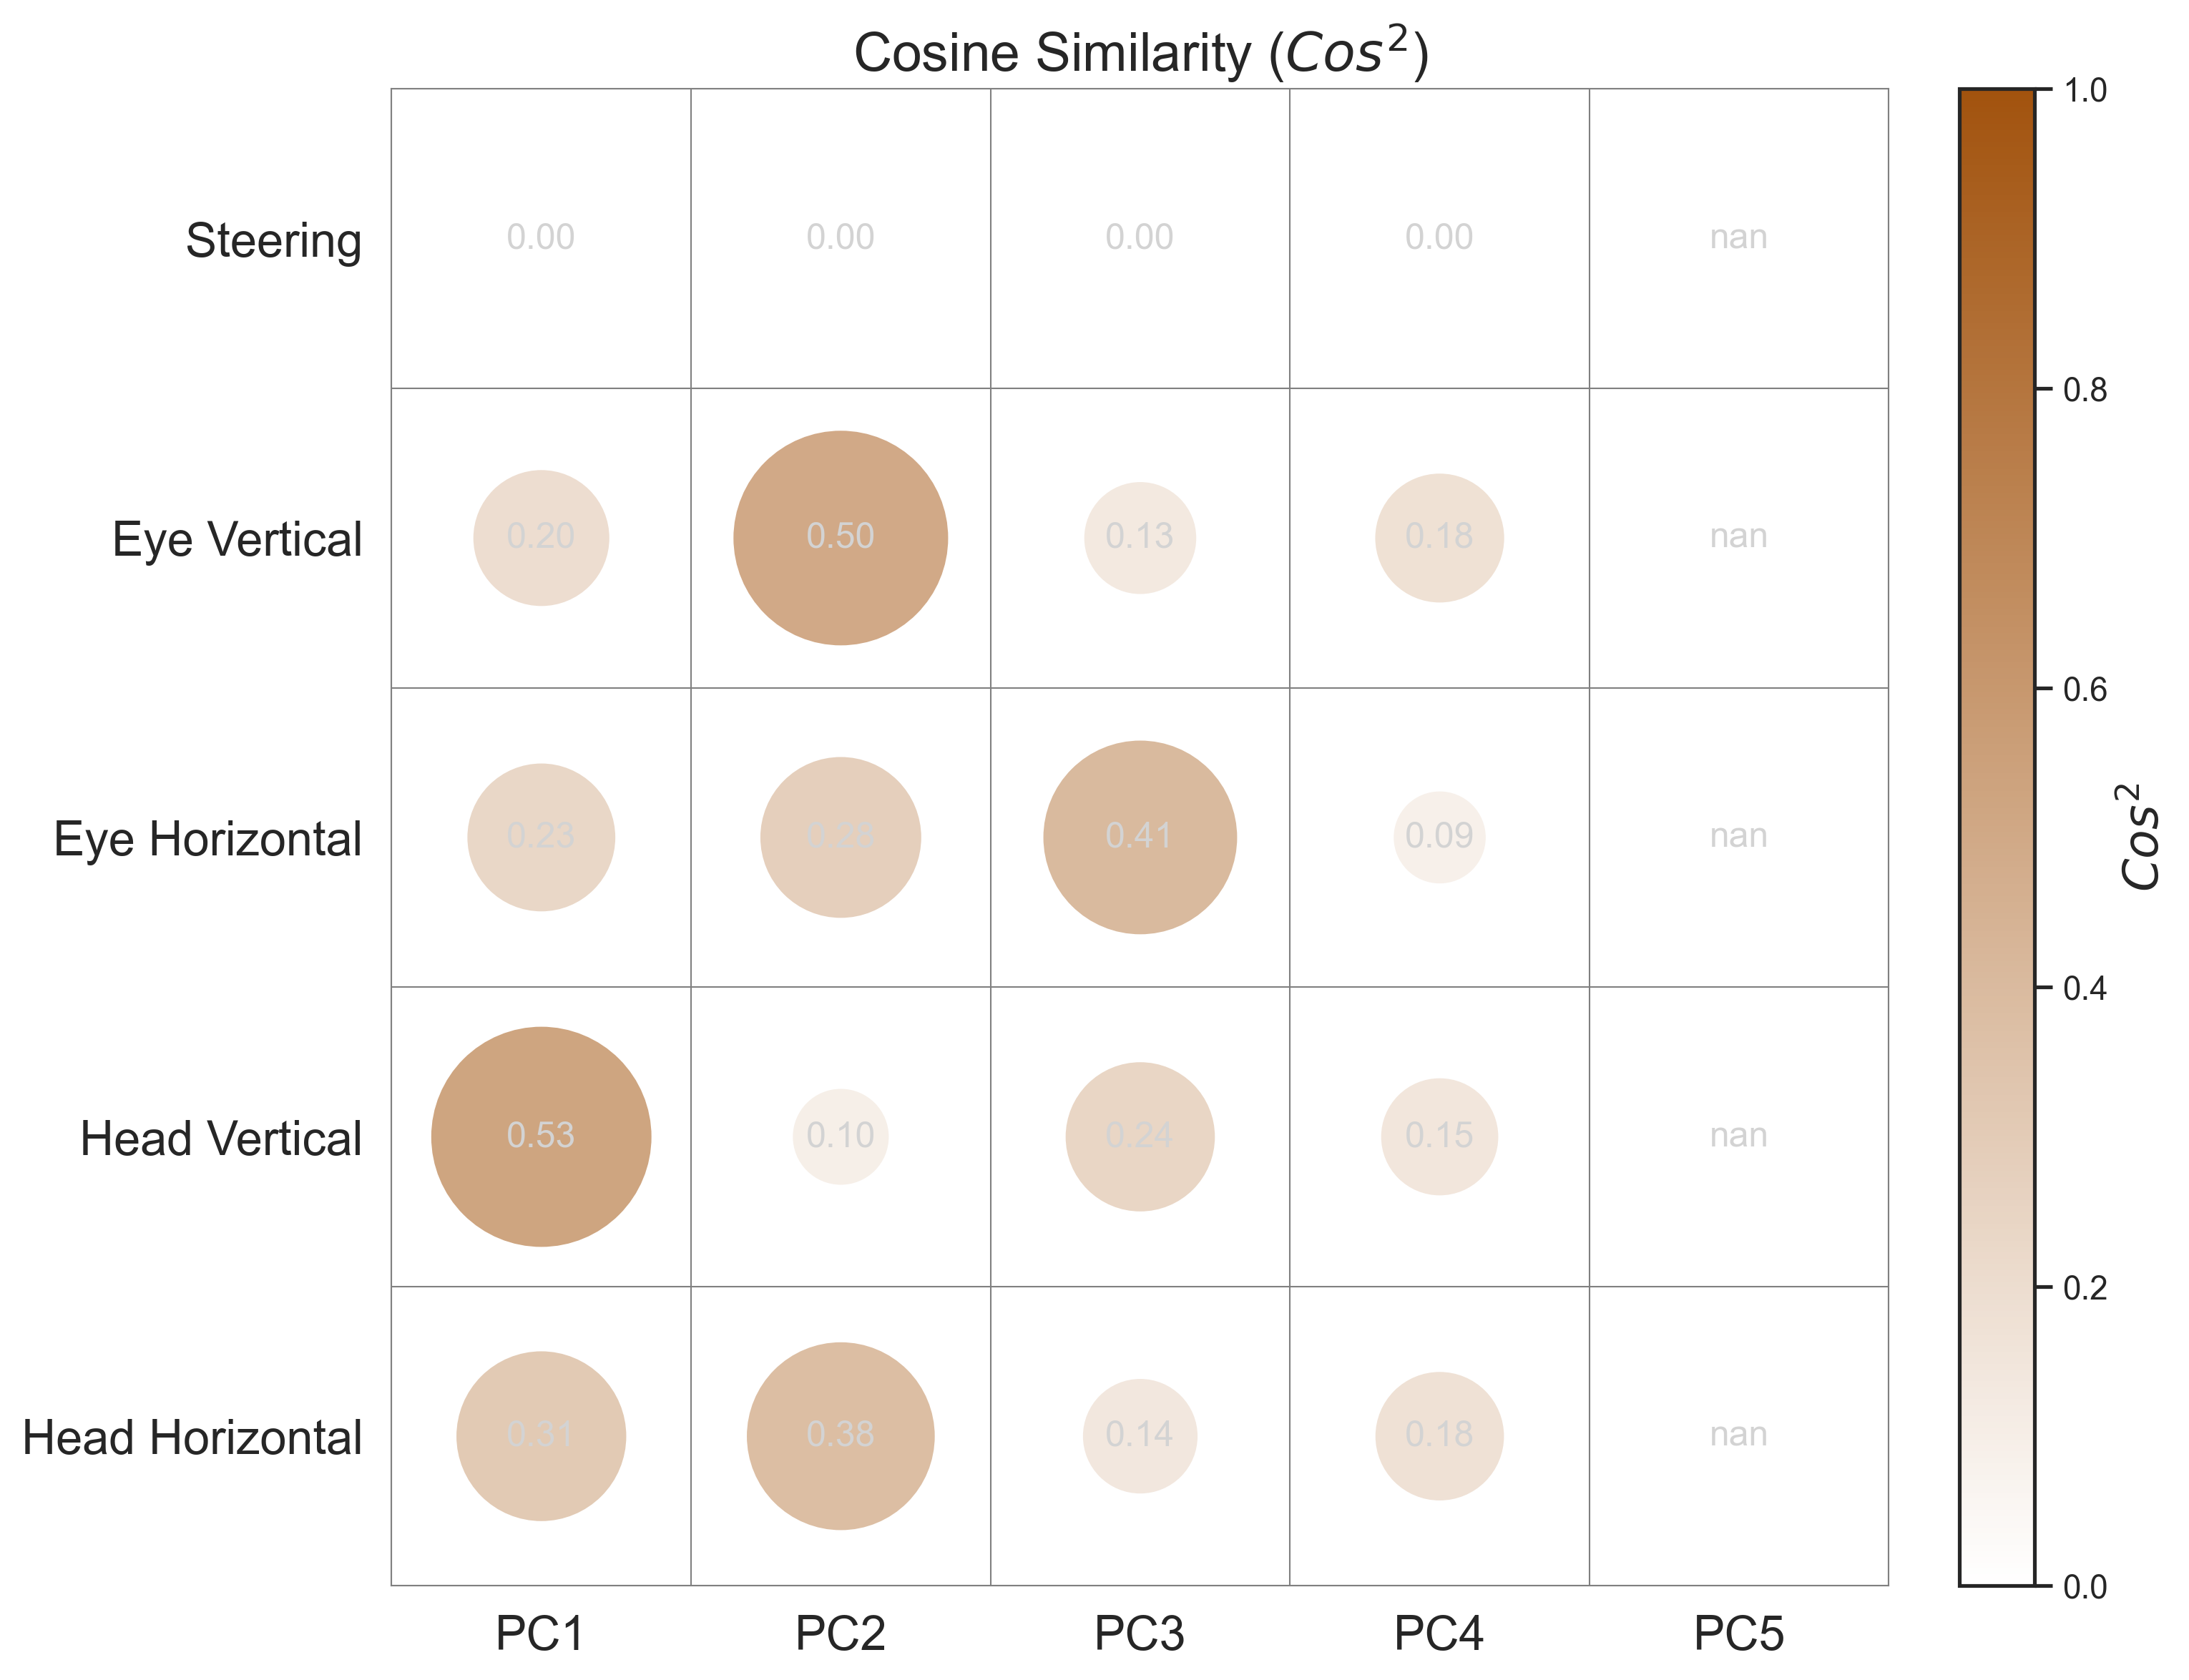 Cosine Similarity (Cos²)
Steering 0.00 0.00 0.00 0.00 nan
Eye Vertical 0.20 0.50 0.13 0.18 nan
Eye Horizontal 0.23 0.28 0.41 0.09 nan
Head Vertical 0.53 0.10 0.24 0.15 nan
Head Horizontal 0.31 0.38 0.14 0.18 nan
PC1 PC2 PC3 PC4 PC5
1.0
0.8
0.6
0.4
0.2
0.0
Cos²